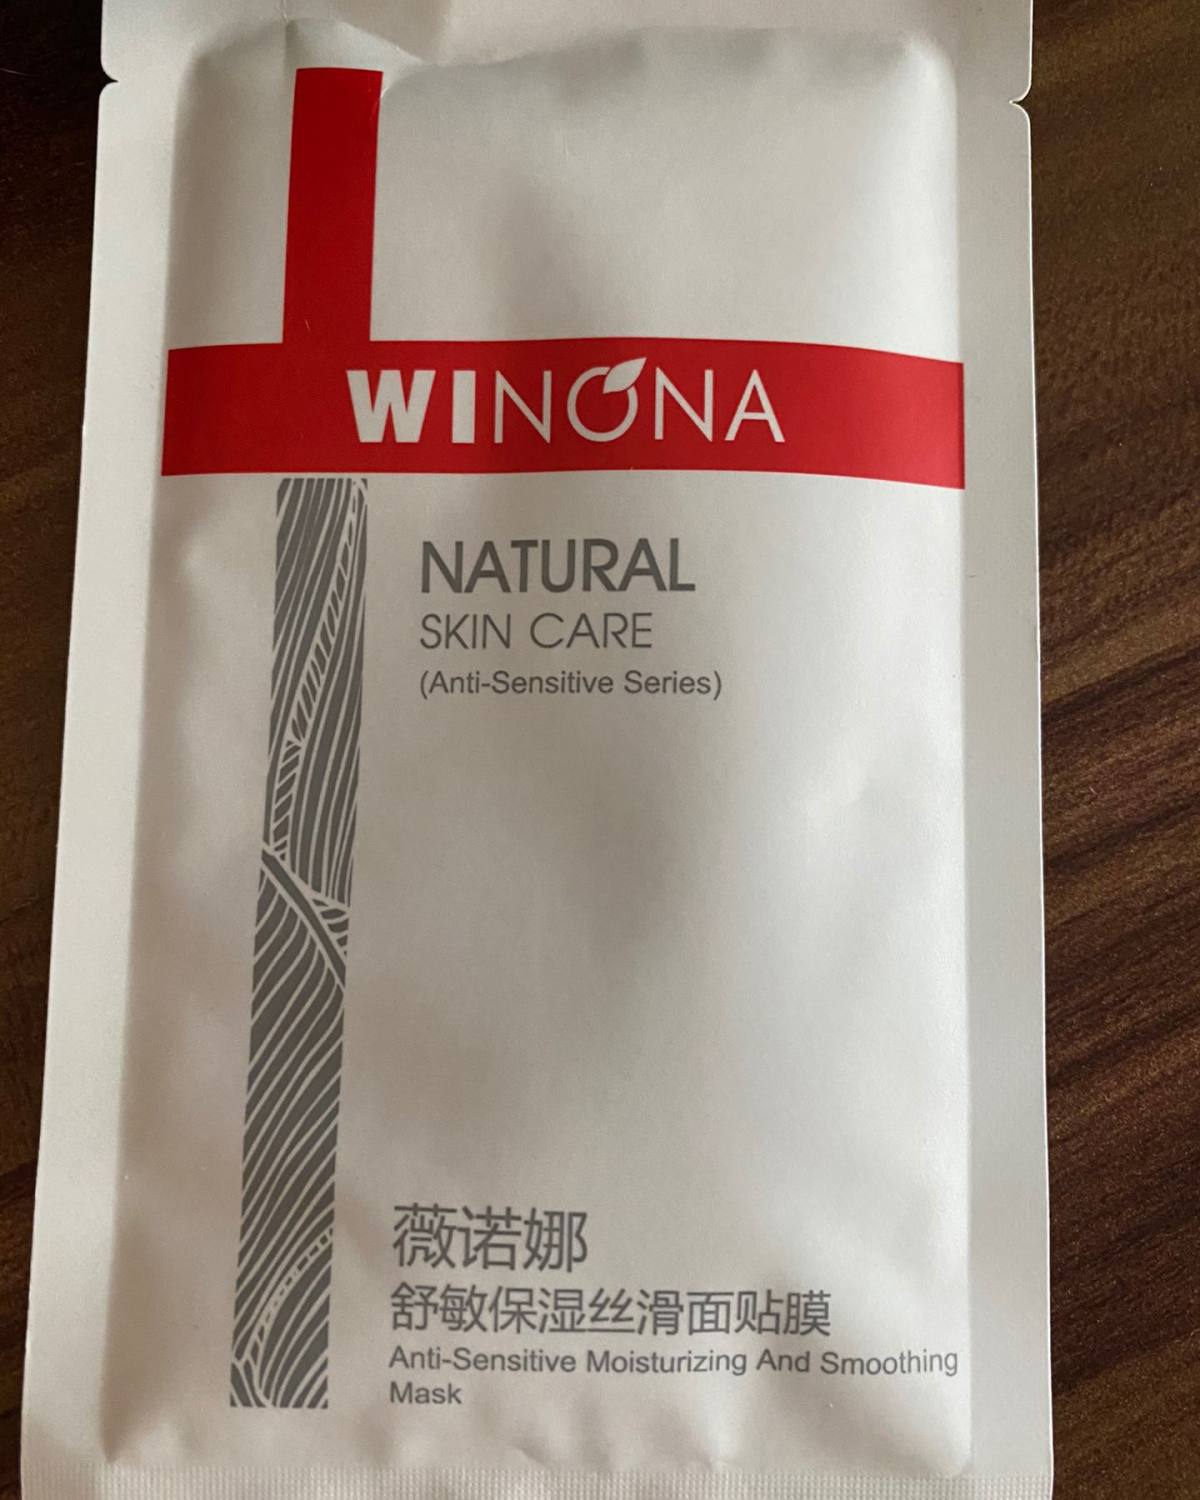 WINONA
NATURAL
SKIN CARE
(Anti-Sensitive Series)
薇诺娜
舒敏保湿丝滑面贴膜
Anti-Sensitive Moisturizing And Smoothing
Mask